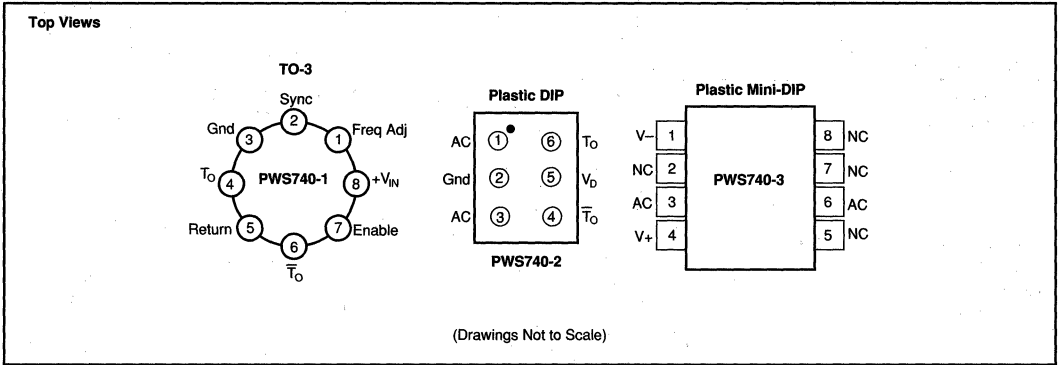 Top Views
TO-3
Sync
2
Gnd
3
1
Freq Adj
TO
4
PWS740-1
8
+VIN
Return
5
7
Enable
6
T̅O
Plastic DIP
AC
1
6
TO
Gnd
2
5
VD
AC
3
4
T̅O
PWS740-2
Plastic Mini-DIP
V–
1
8
NC
NC
2
PWS740-3
7
NC
AC
3
6
AC
V+
4
5
NC
(Drawings Not to Scale)